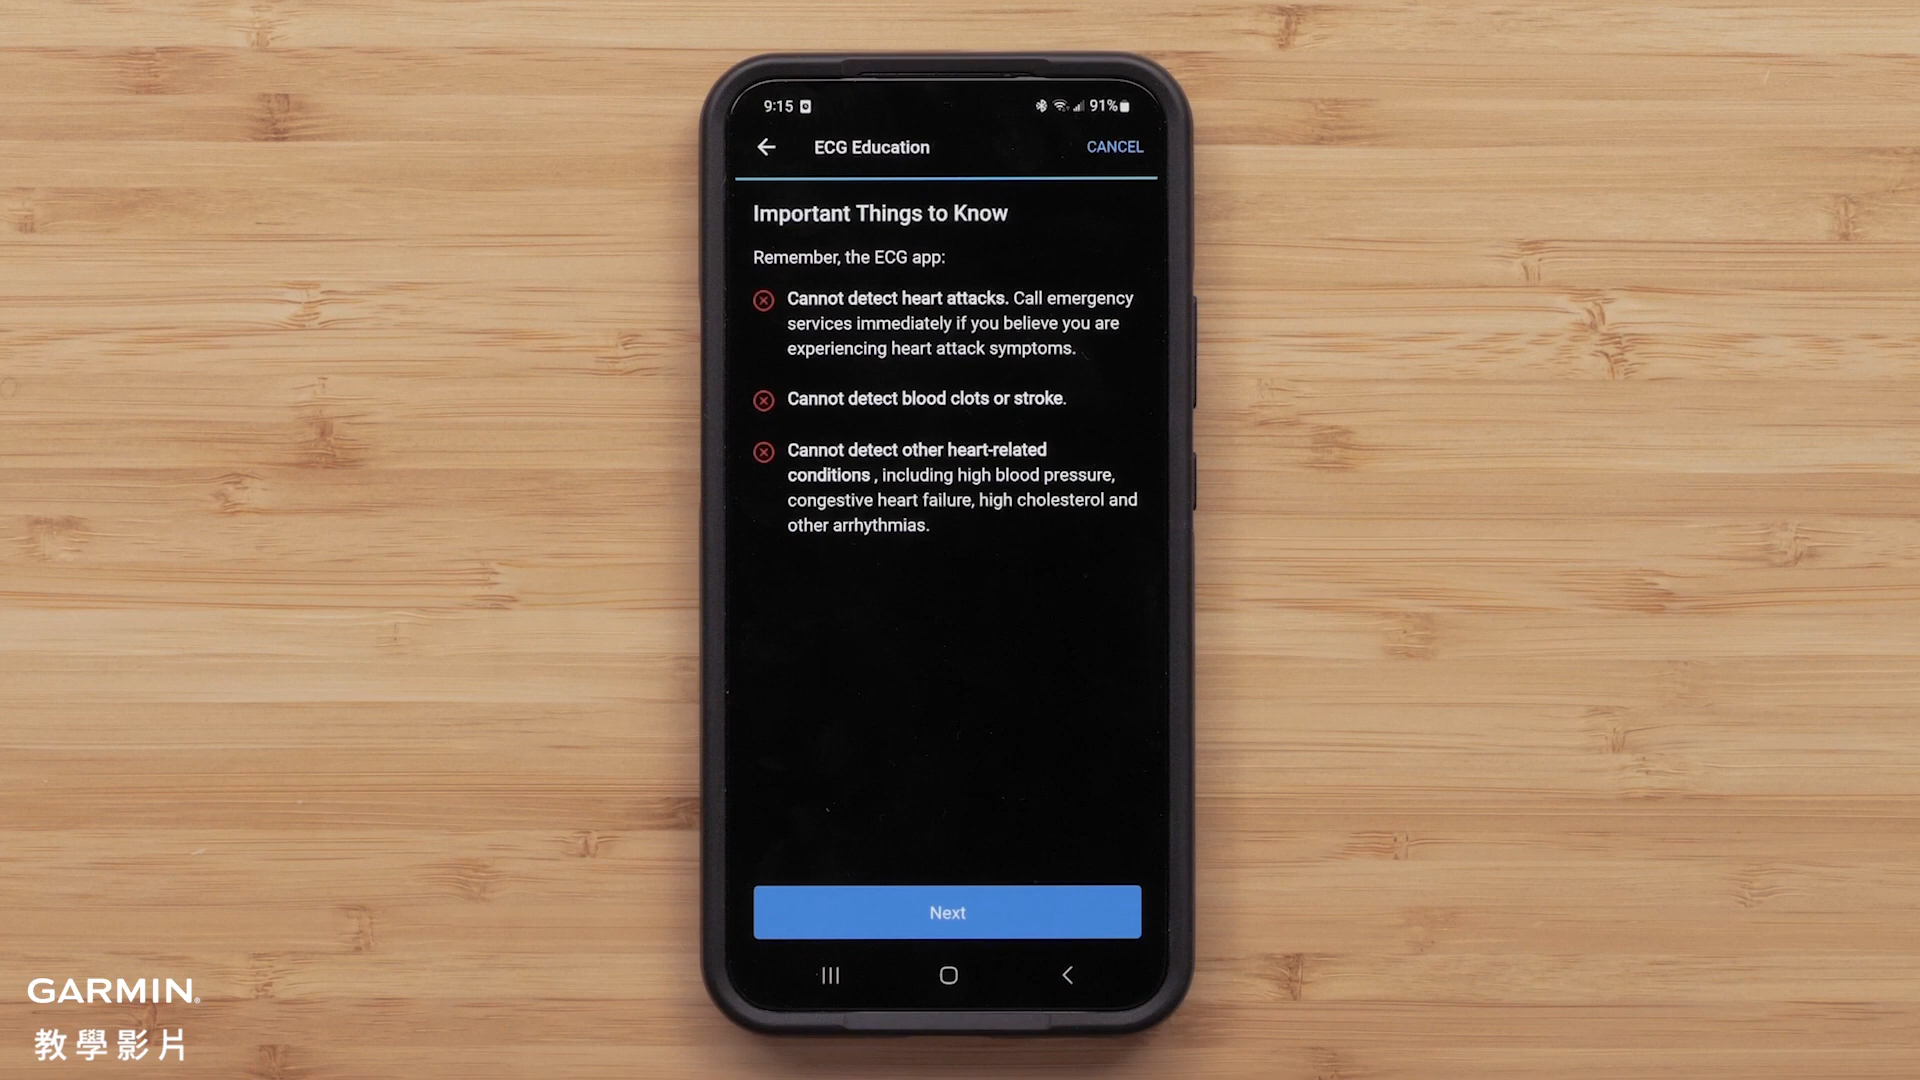 9:15
91%
ECG Education
CANCEL
Important Things to Know
Remember, the ECG app:
Cannot detect heart attacks. Call emergency
services immediately if you believe you are
experiencing heart attack symptoms.
Cannot detect blood clots or stroke.
Cannot detect other heart-related
conditions , including high blood pressure,
congestive heart failure, high cholesterol and
other arrhythmias.
Next
GARMIN®
教學影片